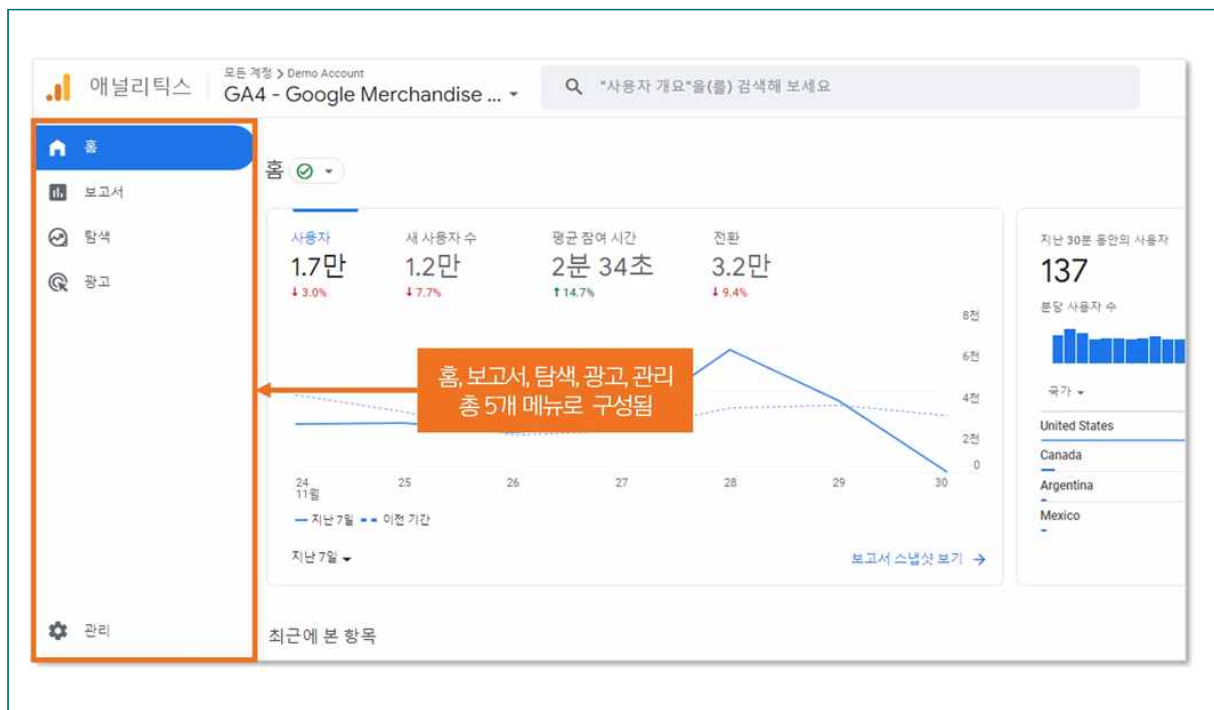 애널리틱스
모든 계정 > Demo Account
GA4 - Google Merchandise ...
"사용자 개요"을(를) 검색해 보세요
홈
보고서
탐색
광고
관리
홈
사용자
1.7만
↓ 3.0%
새 사용자 수
1.2만
↓ 7.7%
평균 참여 시간
2분 34초
↑ 14.7%
전환
3.2만
↓ 9.4%
8천
6천
4천
2천
0
홈, 보고서, 탐색, 광고, 관리
총 5개 메뉴로 구성됨
24 25 26 27 28 29 30
11월
지난 7일 이전 기간
지난 7일
보고서 스냅샷 보기 →
지난 30분 동안의 사용자
137
분당 사용자 수
국가
United States
Canada
Argentina
Mexico
최근에 본 항목